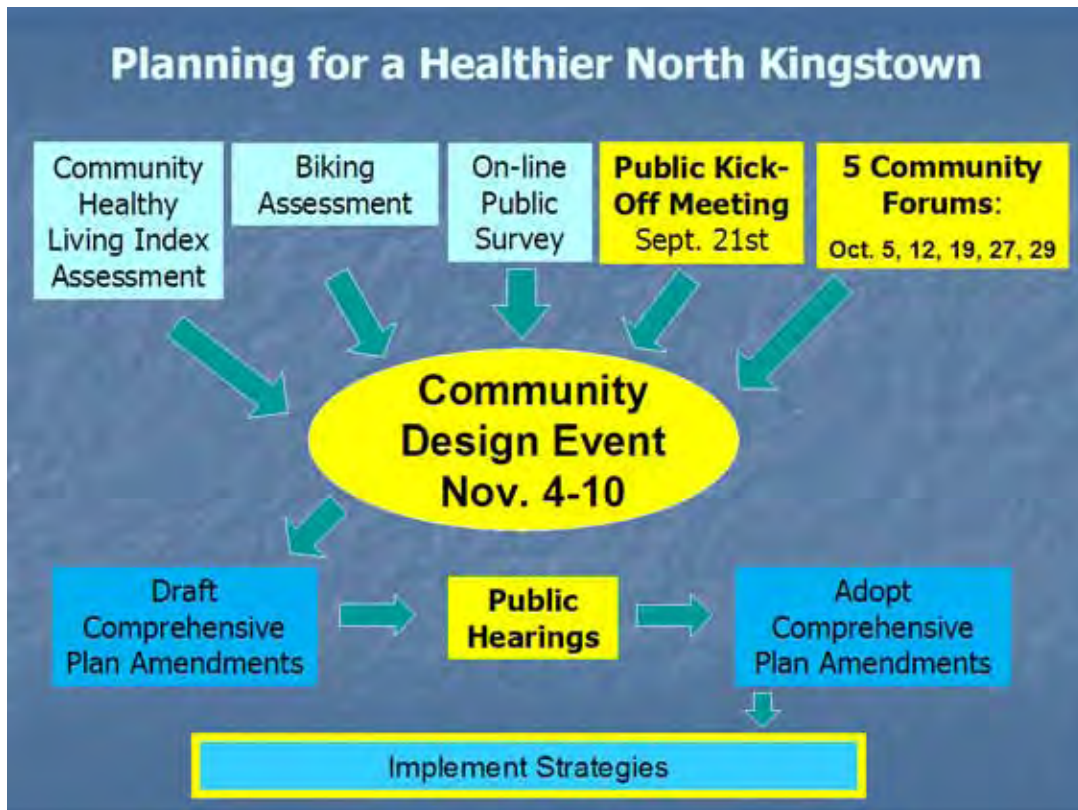 Planning for a Healthier North Kingstown
Community
Healthy
Living Index
Assessment
Biking
Assessment
On-line
Public
Survey
Public Kick-
Off Meeting
Sept. 21st
5 Community
Forums:
Oct. 5, 12, 19, 27, 29
Community
Design Event
Nov. 4-10
Draft
Comprehensive
Plan Amendments
Public
Hearings
Adopt
Comprehensive
Plan Amendments
Implement Strategies